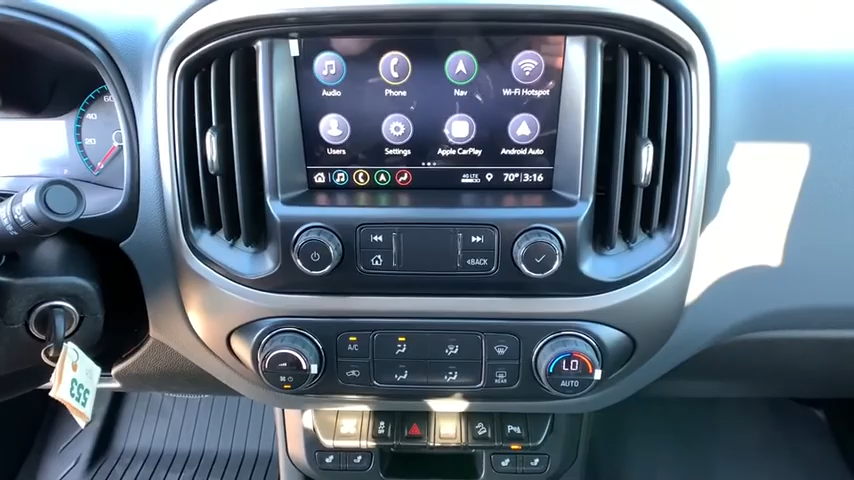 60
40
20
Audio
Phone
Nav
Wi-Fi Hotspot
Users
Settings
Apple CarPlay
Android Auto
4G LTE
70° 3:16
BACK
A/C
REAR
LO
AUTO
553